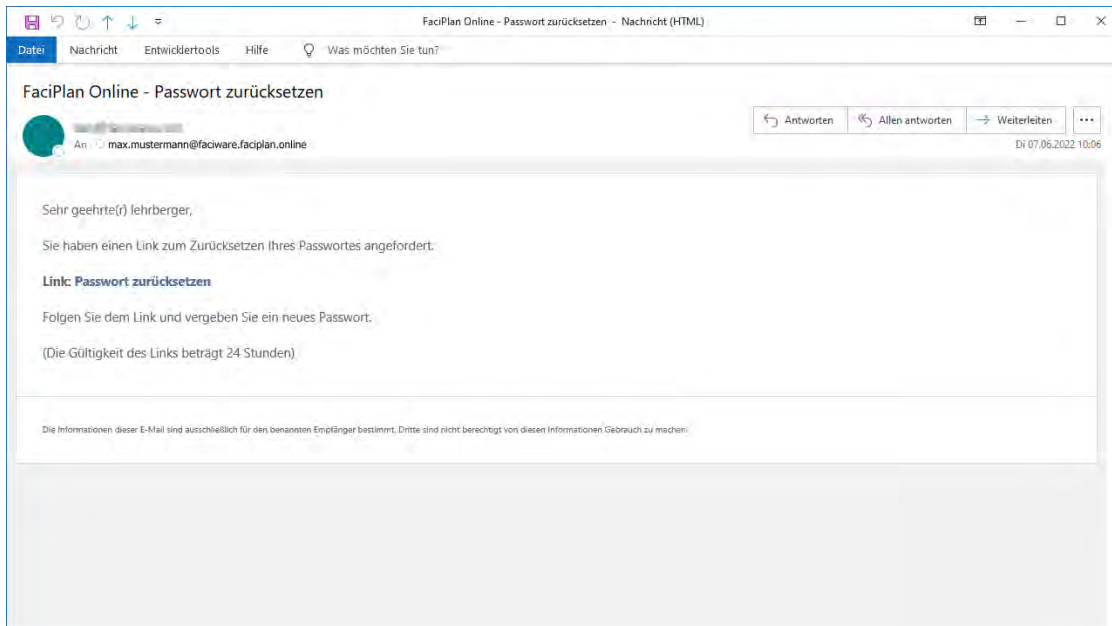 FaciPlan Online - Passwort zurücksetzen - Nachricht (HTML)
Datei Nachricht Entwicklertools Hilfe Was möchten Sie tun?
FaciPlan Online - Passwort zurücksetzen
Antworten Allen antworten Weiterleiten
An max.mustermann@faciware.faciplan.online
Di 07.06.2022 10:06
Sehr geehrte(r) lehrberger,
Sie haben einen Link zum Zurücksetzen Ihres Passwortes angefordert.
Link: Passwort zurücksetzen
Folgen Sie dem Link und vergeben Sie ein neues Passwort.
(Die Gültigkeit des Links beträgt 24 Stunden)
Die Informationen dieser E-Mail sind ausschließlich für den benannten Empfänger bestimmt. Dritte sind nicht berechtigt von diesen Informationen Gebrauch zu machen.